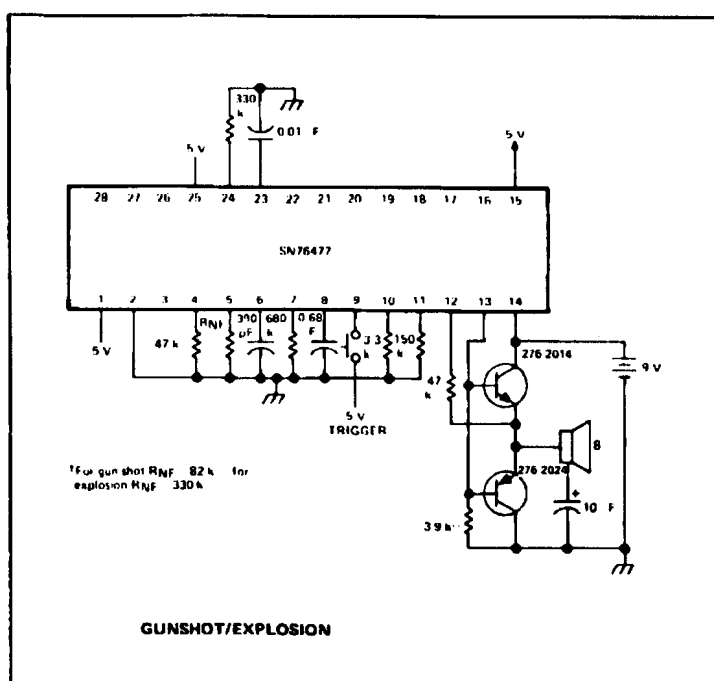 330
k
0.01 F
5 V
5 V
28 27 26 25 24 23 22 21 20 19 18 17 16 15
SN76477
1 2 3 4 5 6 7 8 9 10 11 12 13 14
5 V
47 k
RNF
390
pF
680
k
0.68
F
3.3
k
150
k
5 V
TRIGGER
47
k
276 2014
9 V
8
276 2024
+
10 F
3.9 k
†For gun shot RNF 82 k for
explosion RNF 330 k
GUNSHOT/EXPLOSION